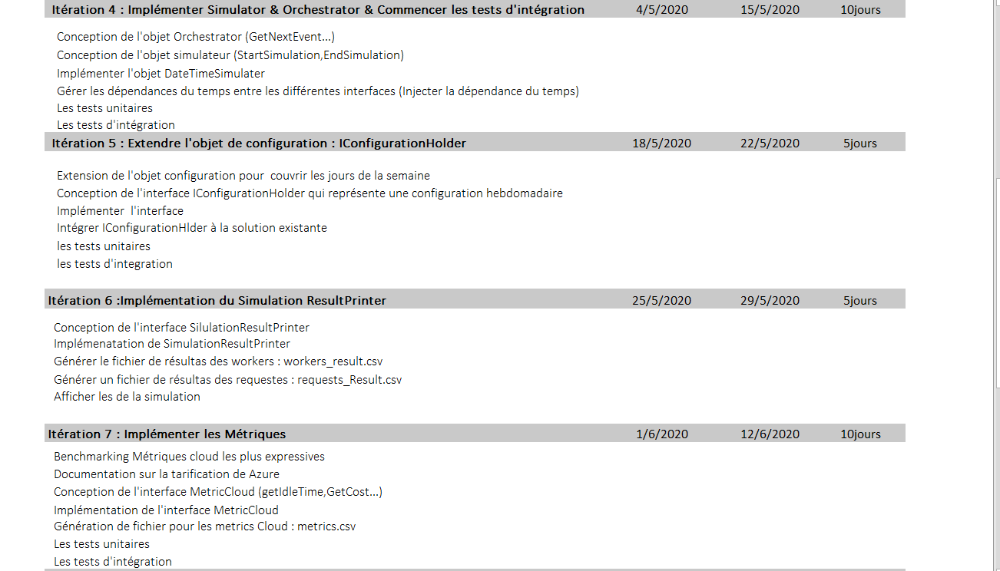 Itération 4 : Implémenter Simulator & Orchestrator & Commencer les tests d'intégration 4/5/2020 15/5/2020 10jours
Conception de l'objet Orchestrator (GetNextEvent...)
Conception de l'objet simulateur (StartSimulation,EndSimulation)
Implémenter l'objet DateTimeSimulater
Gérer les dépendances du temps entre les différentes interfaces (Injecter la dépendance du temps)
Les tests unitaires
Les tests d'intégration
Itération 5 : Extendre l'objet de configuration : IConfigurationHolder 18/5/2020 22/5/2020 5jours
Extension de l'objet configuration pour  couvrir les jours de la semaine
Conception de l'interface IConfigurationHolder qui représente une configuration hebdomadaire
Implémenter  l'interface
Intégrer IConfigurationHlder à la solution existante
les tests unitaires
les tests d'integration
Itération 6 :Implémentation du Simulation ResultPrinter 25/5/2020 29/5/2020 5jours
Conception de l'interface SilulationResultPrinter
Implémenatation de SimulationResultPrinter
Générer le fichier de résultas des workers : workers_result.csv
Générer un fichier de résultas des requestes : requests_Result.csv
Afficher les de la simulation
Itération 7 : Implémenter les Métriques 1/6/2020 12/6/2020 10jours
Benchmarking Métriques cloud les plus expressives
Documentation sur la tarification de Azure
Conception de l'interface MetricCloud (getIdleTime,GetCost...)
Implémentation de l'interface MetricCloud
Génération de fichier pour les metrics Cloud : metrics.csv
Les tests unitaires
Les tests d'intégration